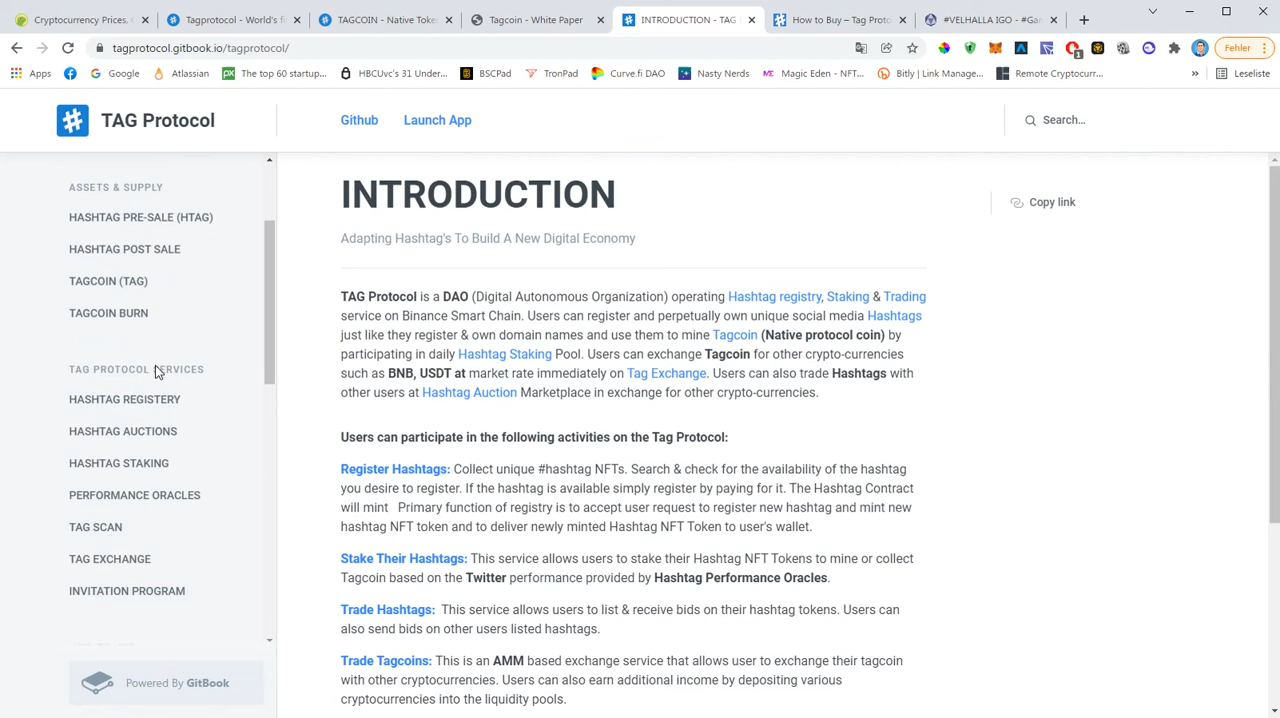 Cryptocurrency Prices, C
Tagprotocol - World's fi
TAGCOIN - Native Toke
Tagcoin - White Paper
INTRODUCTION - TAG
How to Buy – Tag Proto
#VELHALLA IGO - #Gam
tagprotocol.gitbook.io/tagprotocol/
1
Fehler
Apps
Google
Atlassian
The top 60 startup...
HBCUvc's 31 Under...
BSCPad
TronPad
Curve.fi DAO
Nasty Nerds
Magic Eden - NFT...
Bitly | Link Manage...
Remote Cryptocurr...
»
Leseliste
TAG Protocol
Github
Launch App
Search...
ASSETS & SUPPLY
HASHTAG PRE-SALE (HTAG)
HASHTAG POST SALE
TAGCOIN (TAG)
TAGCOIN BURN
TAG PROTOCOL SERVICES
HASHTAG REGISTERY
HASHTAG AUCTIONS
HASHTAG STAKING
PERFORMANCE ORACLES
TAG SCAN
TAG EXCHANGE
INVITATION PROGRAM
Powered By GitBook
INTRODUCTION
Copy link
Adapting Hashtag's To Build A New Digital Economy
TAG Protocol is a DAO (Digital Autonomous Organization) operating Hashtag registry, Staking & Trading
service on Binance Smart Chain. Users can register and perpetually own unique social media Hashtags
just like they register & own domain names and use them to mine Tagcoin (Native protocol coin) by
participating in daily Hashtag Staking Pool. Users can exchange Tagcoin for other crypto-currencies
such as BNB, USDT at market rate immediately on Tag Exchange. Users can also trade Hashtags with
other users at Hashtag Auction Marketplace in exchange for other crypto-currencies.
Users can participate in the following activities on the Tag Protocol:
Register Hashtags: Collect unique #hashtag NFTs. Search & check for the availability of the hashtag
you desire to register. If the hashtag is available simply register by paying for it. The Hashtag Contract
will mint Primary function of registry is to accept user request to register new hashtag and mint new
hashtag NFT token and to deliver newly minted Hashtag NFT Token to user's wallet.
Stake Their Hashtags: This service allows users to stake their Hashtag NFT Tokens to mine or collect
Tagcoin based on the Twitter performance provided by Hashtag Performance Oracles.
Trade Hashtags: This service allows users to list & receive bids on their hashtag tokens. Users can
also send bids on other users listed hashtags.
Trade Tagcoins: This is an AMM based exchange service that allows user to exchange their tagcoin
with other cryptocurrencies. Users can also earn additional income by depositing various
cryptocurrencies into the liquidity pools.